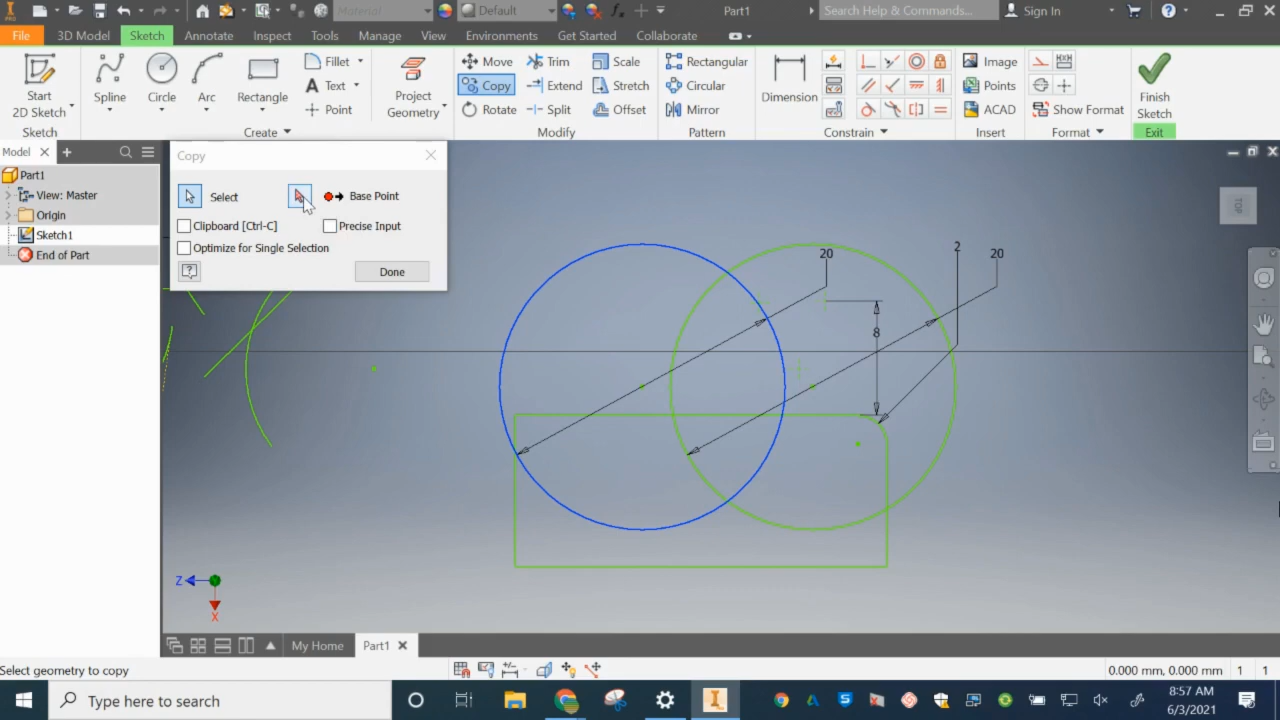 Material
Default
Part1
Search Help & Commands...
Sign In
File
3D Model
Sketch
Annotate
Inspect
Tools
Manage
View
Environments
Get Started
Collaborate
Start
2D Sketch
Sketch
Spline
Circle
Arc
Rectangle
Fillet
Text
Point
Create
Project
Geometry
Move
Copy
Rotate
Trim
Extend
Split
Scale
Stretch
Offset
Modify
Rectangular
Circular
Mirror
Pattern
Dimension
Constrain
Image
Points
ACAD
Insert
Show Format
Format
Finish
Sketch
Exit
Model
Part1
View: Master
Origin
Sketch1
End of Part
Copy
Select
Base Point
Clipboard [Ctrl-C]
Precise Input
Optimize for Single Selection
Done
TOP
20
2
20
8
Z
X
My Home
Part1
Select geometry to copy
0.000 mm, 0.000 mm
1
1
Type here to search
8:57 AM
6/3/2021